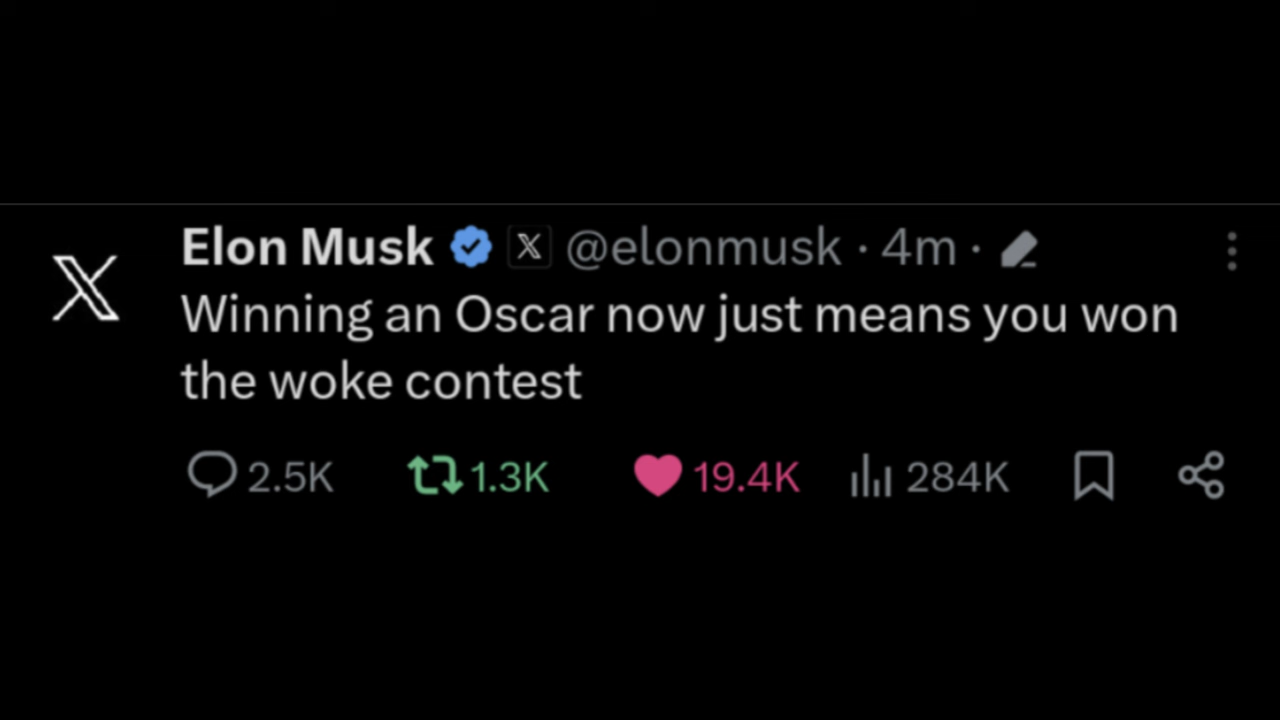 Elon Musk @elonmusk · 4m ·
Winning an Oscar now just means you won
the woke contest
2.5K 1.3K 19.4K 284K